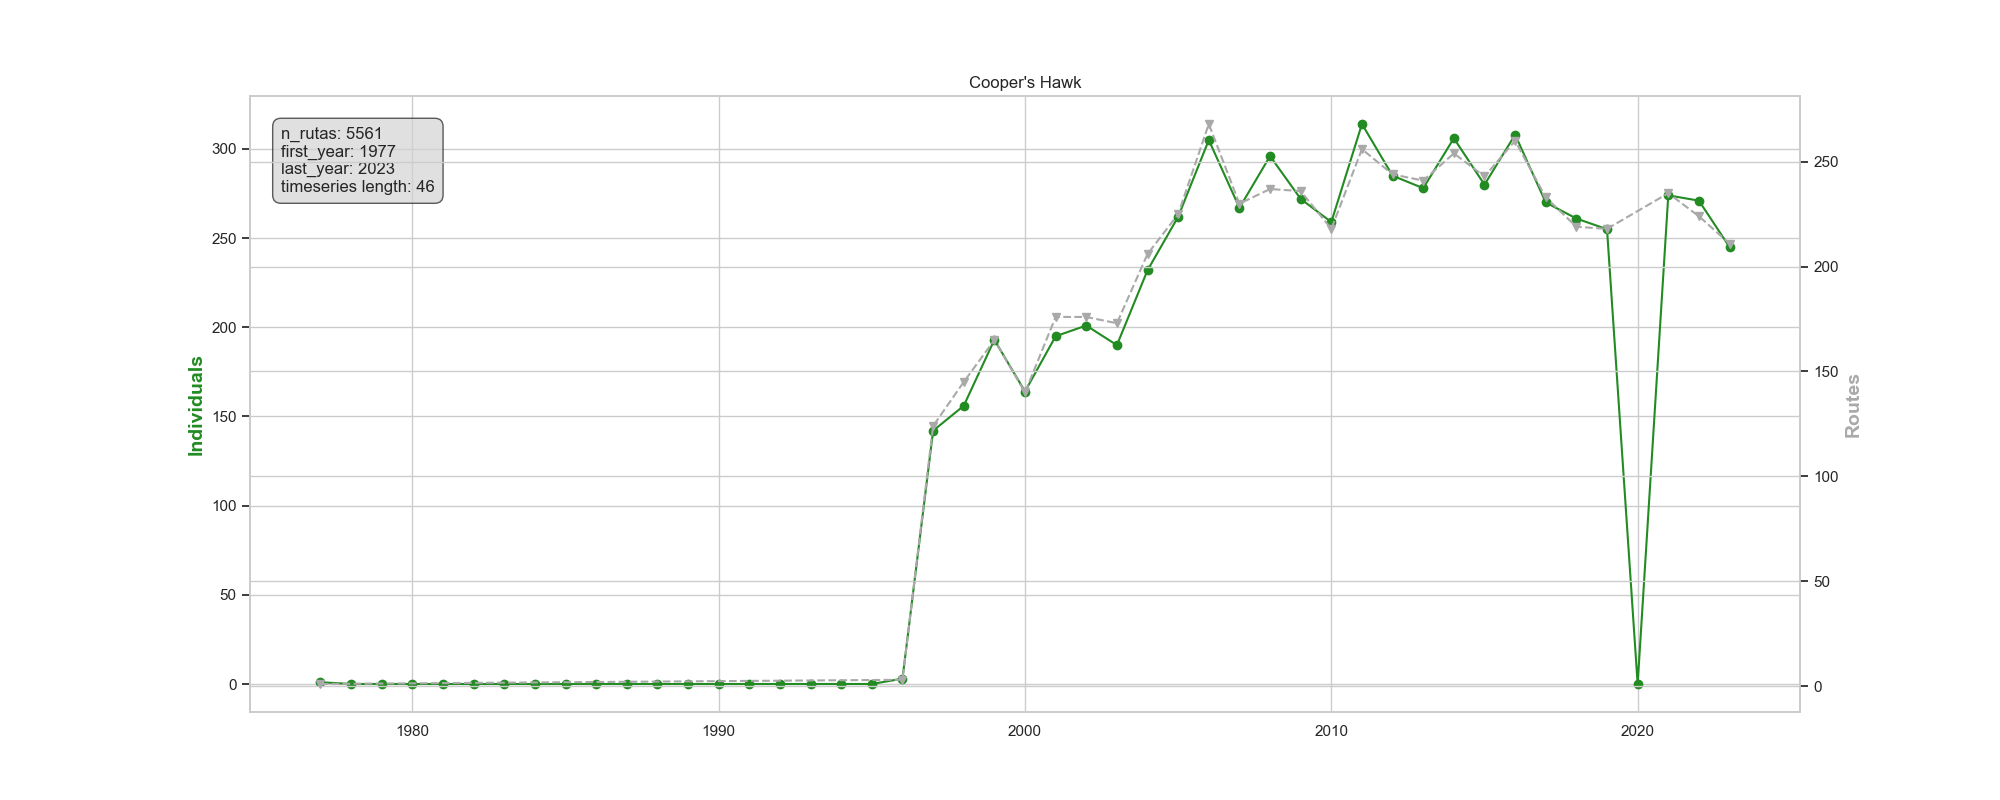 Cooper's Hawk
n_rutas: 5561
first_year: 1977
last_year: 2023
timeseries length: 46
Individuals
300
250
200
150
100
50
0
Routes
250
200
150
100
50
0
1980
1990
2000
2010
2020